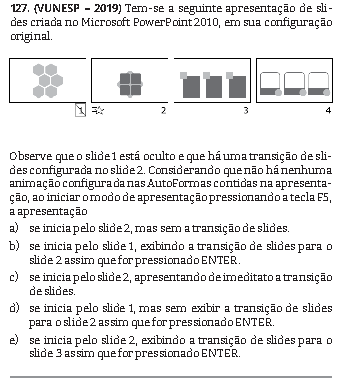 127. (VUNESP – 2019) Tem-se a seguinte apresentação de sli-
des criada no Microsoft PowerPoint 2010, em sua configuração
original.
1 2 3 4
Observe que o slide 1 está oculto e que há uma transição de sli-
des configurada no slide 2. Considerando que não há nenhuma
animação configurada nas AutoFormas contidas na apresenta-
ção, ao iniciar o modo de apresentação pressionando a tecla F5,
a apresentação
a) se inicia pelo slide 2, mas sem a transição de slides.
b) se inicia pelo slide 1, exibindo a transição de slides para o
slide 2 assim que for pressionado ENTER.
c) se inicia pelo slide 2, apresentando de imediato a transição
de slides.
d) se inicia pelo slide 1, mas sem exibir a transição de slides
para o slide 2 assim que for pressionado ENTER.
e) se inicia pelo slide 2, exibindo a transição de slides para o
slide 3 assim que for pressionado ENTER.